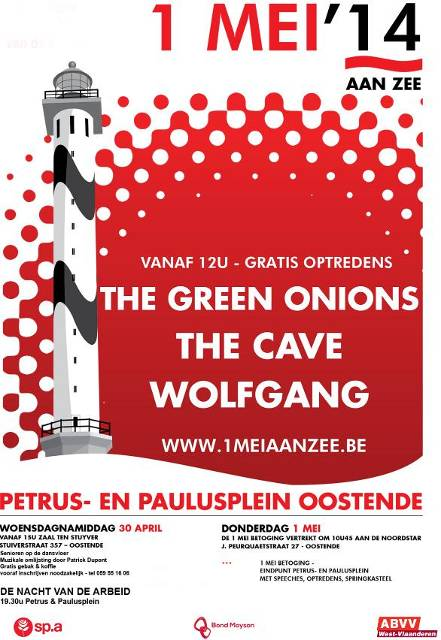 1 MEI’14
AAN ZEE
VANAF 12U - GRATIS OPTREDENS
THE GREEN ONIONS
THE CAVE
WOLFGANG
WWW.1MEIAANZEE.BE
PETRUS- EN PAULUSPLEIN OOSTENDE
WOENSDAGNAMIDDAG 30 APRIL
VANAF 15U ZAAL TEN STUYVER
STUIVERSTRAAT 357 – OOSTENDE
Senioren op de dansvloer
Muzikale omlijsting door Patrick Dupont
Gratis gebak & koffie
vooraf inschrijven noodzakelijk - tel 059 55 16 06
DE NACHT VAN DE ARBEID
19.30u Petrus & Paulusplein
DONDERDAG 1 MEI
DE 1 MEI BETOGING VERTREKT OM 10U45 AAN DE NOORDSTAR
J. PEURQUAETSTRAAT 27 - OOSTENDE
... 1 MEI BETOGING -
EINDPUNT PETRUS- EN PAULUSPLEIN
MET SPEECHES, OPTREDENS, SPRINGKASTEEL
sp.a
Bond Moyson
ABVV
West-Vlaanderen